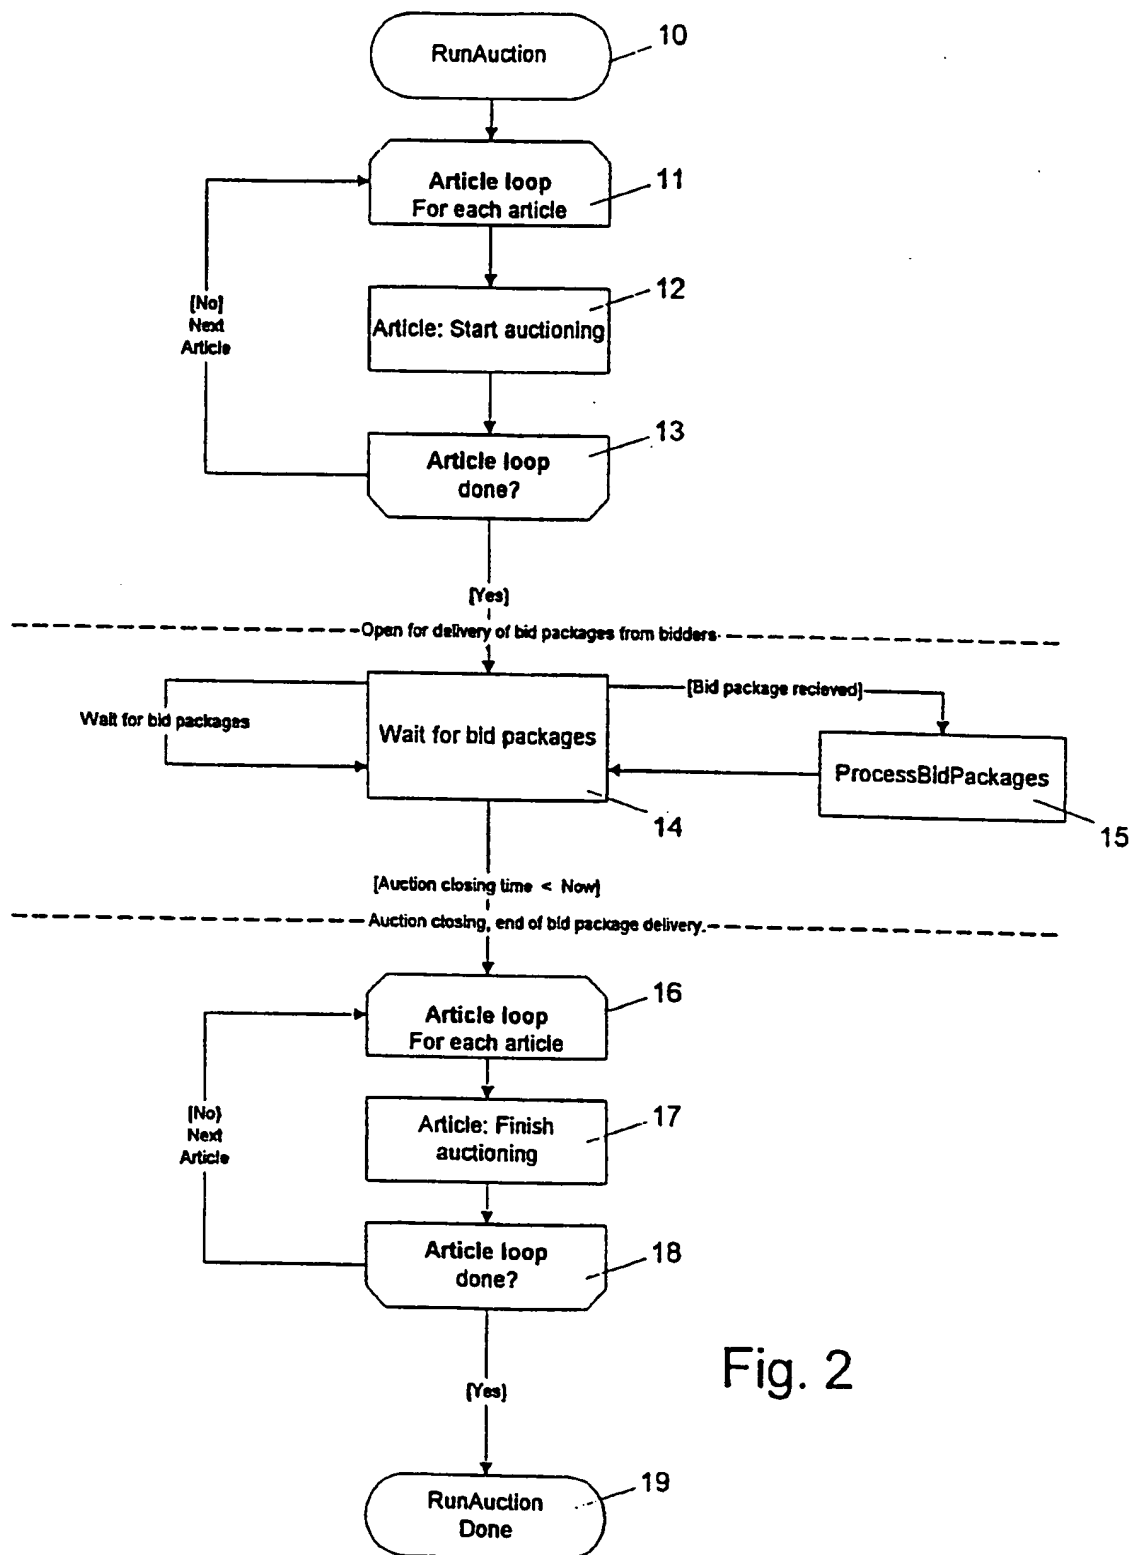 RunAuction
10
Article loop
For each article
11
[No]
Next
Article
12
Article: Start auctioning
13
Article loop
done?
[Yes]
Open for delivery of bid packages from bidders
[Bid package recieved]
Wait for bid packages
Wait for bid packages
ProcessBidPackages
14
15
[Auction closing time < Now]
Auction closing, end of bid package delivery.
16
Article loop
For each article
[No}
Next
Article
17
Article: Finish
auctioning
Article loop
done?
18
Fig. 2
[Yes]
19
RunAuction
Done